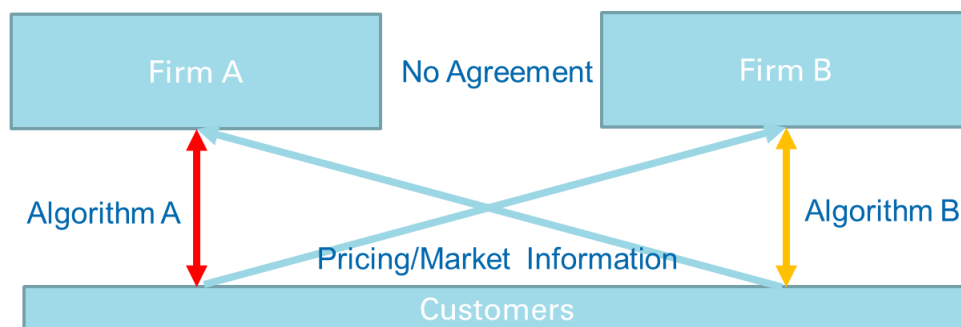 Firm A
No Agreement
Firm B
Algorithm A
Algorithm B
Pricing/Market Information
Customers